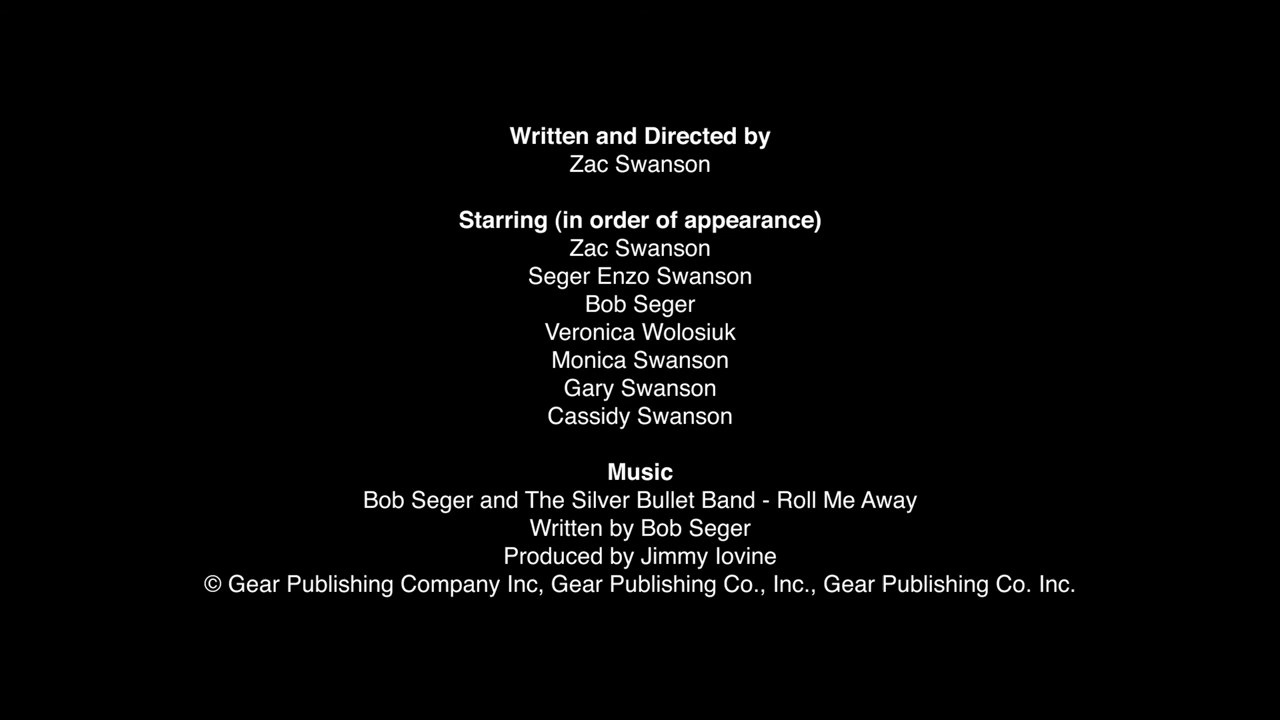 Written and Directed by
Zac Swanson
Starring (in order of appearance)
Zac Swanson
Seger Enzo Swanson
Bob Seger
Veronica Wolosiuk
Monica Swanson
Gary Swanson
Cassidy Swanson
Music
Bob Seger and The Silver Bullet Band - Roll Me Away
Written by Bob Seger
Produced by Jimmy Iovine
© Gear Publishing Company Inc, Gear Publishing Co., Inc., Gear Publishing Co. Inc.